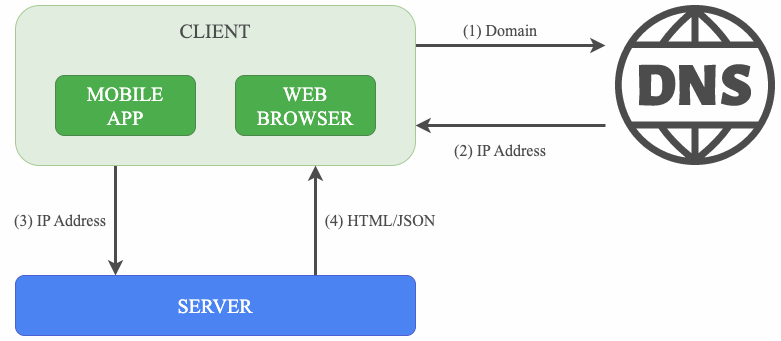 CLIENT
(1) Domain
MOBILE
APP
WEB
BROWSER
DNS
(2) IP Address
(3) IP Address
(4) HTML/JSON
SERVER